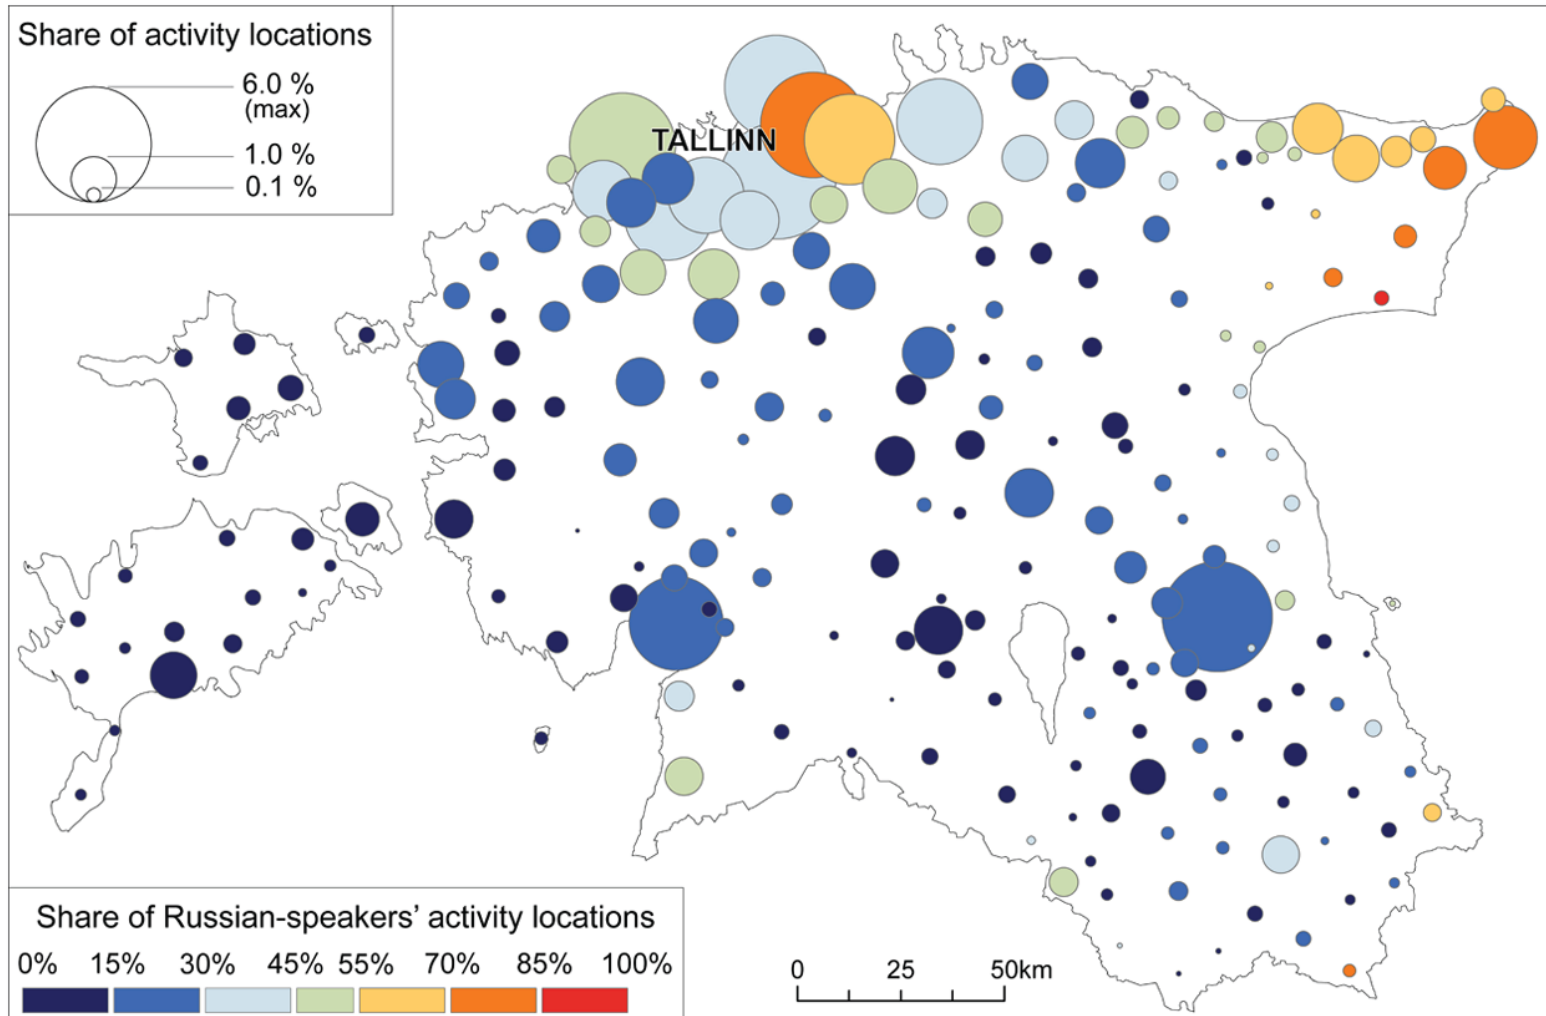 Share of activity locations
6.0 %
(max)
1.0 %
0.1 %
TALLINN
Share of Russian-speakers’ activity locations
0% 15% 30% 45% 55% 70% 85% 100%
0 25 50km